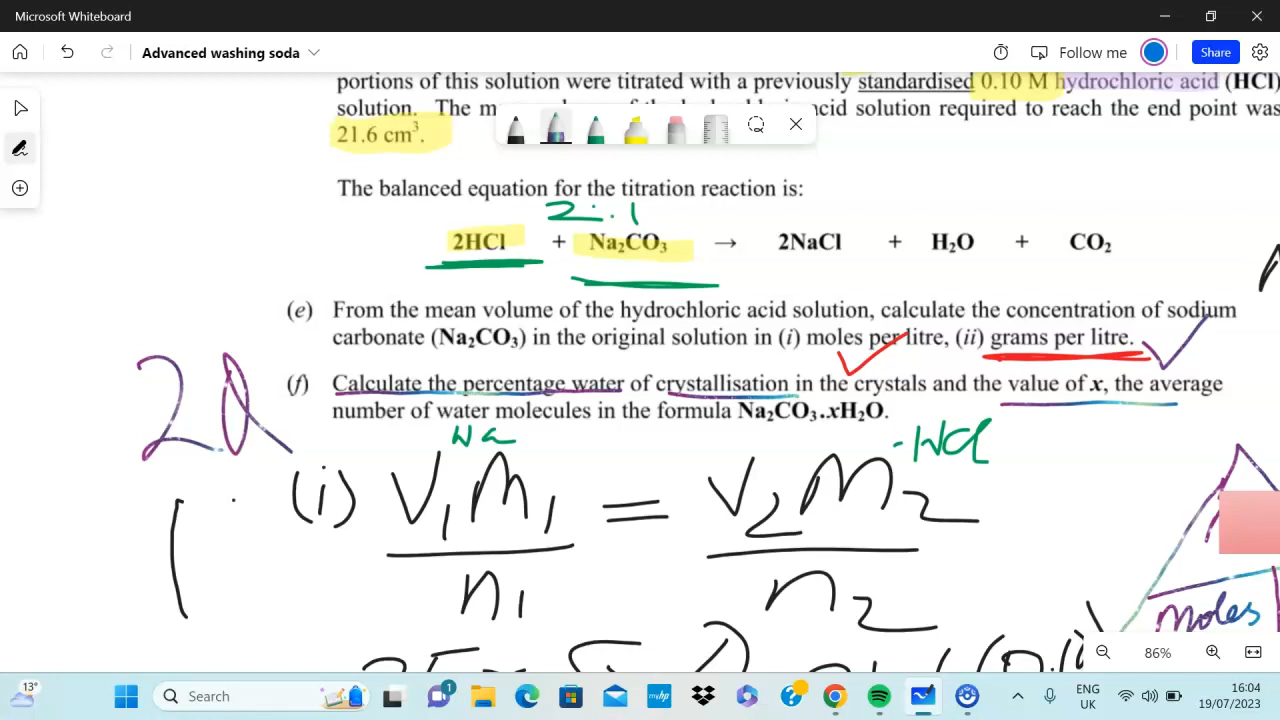 Microsoft Whiteboard
Advanced washing soda
Follow me
Share
portions of this solution were titrated with a previously standardised 0.10 M hydrochloric acid (HCl)
solution. The acid solution required to reach the end point was
21.6 cm³.
The balanced equation for the titration reaction is:
2 : 1
2HCl + Na₂CO₃ → 2NaCl + H₂O + CO₂
(e) From the mean volume of the hydrochloric acid solution, calculate the concentration of sodium
carbonate (Na₂CO₃) in the original solution in (i) moles per litre, (ii) grams per litre.
(f) Calculate the percentage water of crystallisation in the crystals and the value of x, the average
number of water molecules in the formula Na₂CO₃.xH₂O.
Na HCl
(i) V₁M₁ = V₂M₂
n₁ n₂
moles
86%
13°
Search
1
myhp
ENG
UK
16:04
19/07/2023